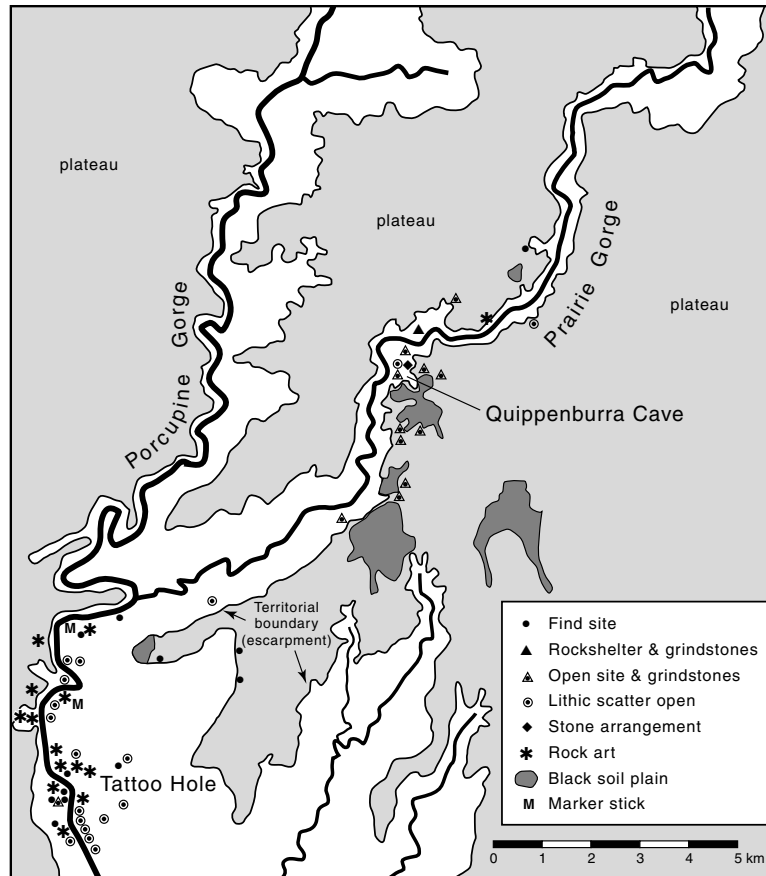 plateau
plateau
plateau
Porcupine Gorge
Prairie Gorge
Quippenburra Cave
Territorial
boundary
(escarpment)
M
M
Tattoo Hole
Find site
Rockshelter & grindstones
Open site & grindstones
Lithic scatter open
Stone arrangement
Rock art
Black soil plain
M Marker stick
0 1 2 3 4 5 km